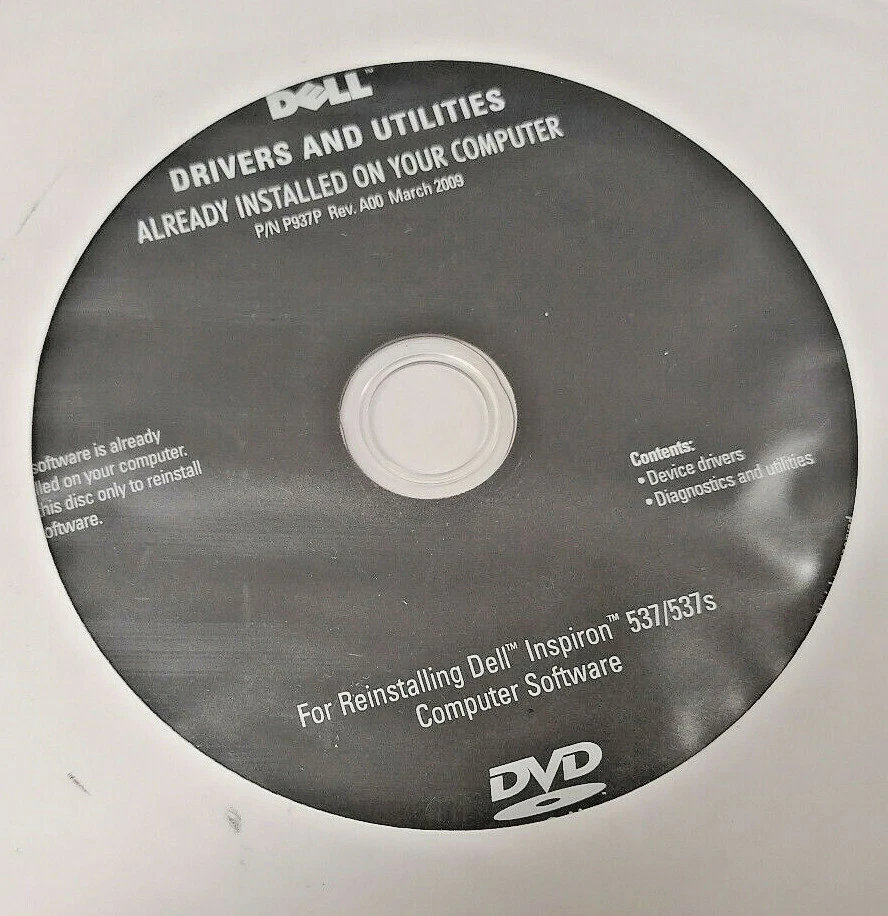 DELL™
DRIVERS AND UTILITIES
ALREADY INSTALLED ON YOUR COMPUTER
P/N P937P Rev. A00 March 2009
software is already
lled on your computer.
his disc only to reinstall
oftware.
Contents:
• Device drivers
• Diagnostics and utilities
For Reinstalling Dell™ Inspiron™ 537/537s
Computer Software
DVD